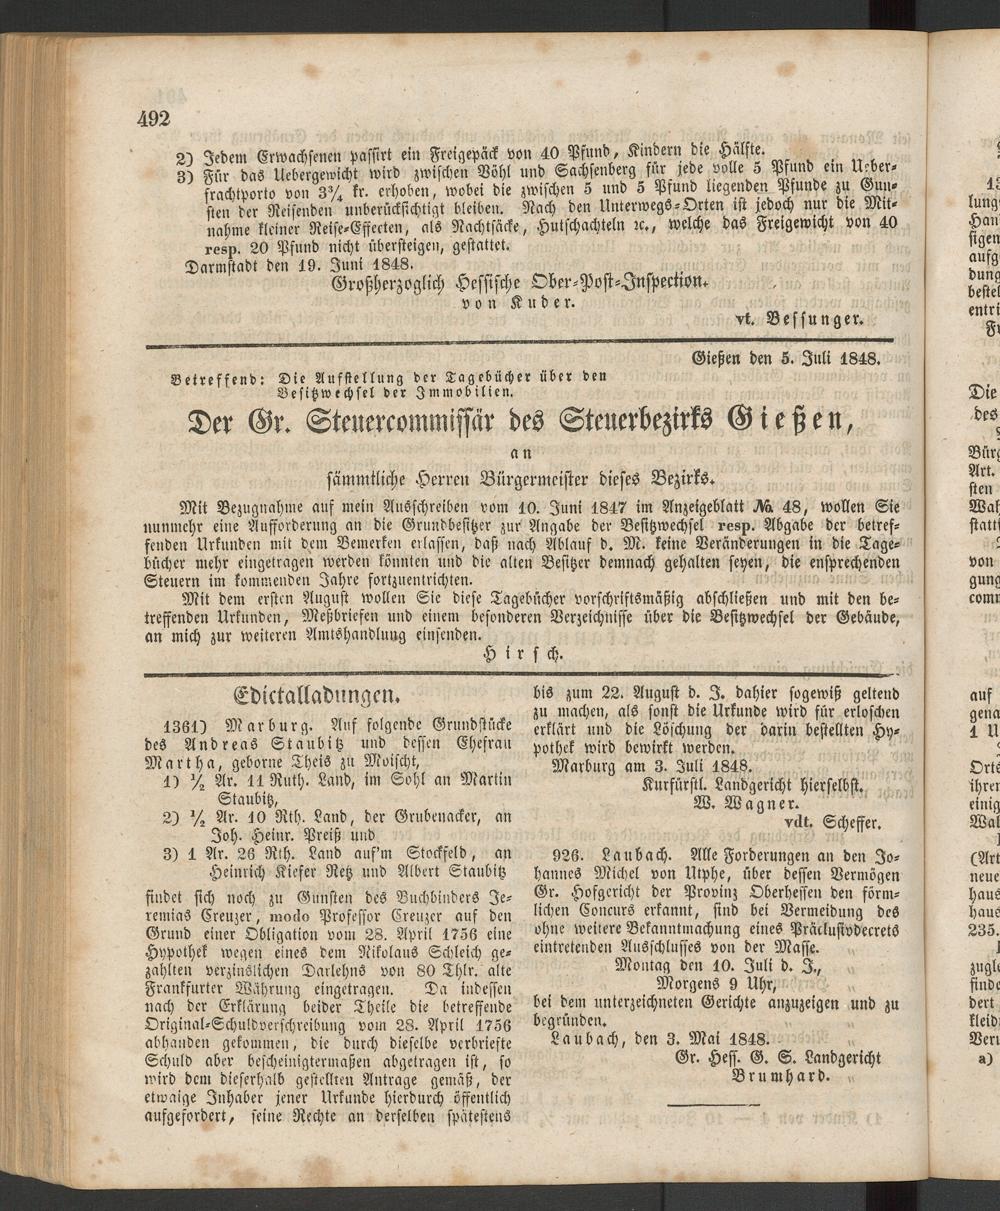 492
2) Jedem Erwachsenen passirt ein Freigepäck von 40 Pfund, Kindern die Hälfte.
3) Für das Uebergewicht wird zwischen Vöhl und Sachsenberg für jede volle 5 Pfund ein Ueber-
frachtporto von 3¾ kr. erhoben, wobei die zwischen 5 und 5 Pfund liegenden Pfunde zu Gun-
sten der Reisenden unberücksichtigt bleiben. Nach den Unterwegs-Orten ist jedoch nur die Mit-
nahme kleiner Reise-Effecten, als Nachtsäcke, Hutschachteln ꝛc., welche das Freigewicht von 40
resp. 20 Pfund nicht übersteigen, gestattet.
Darmstadt den 19. Juni 1848.
Großherzoglich Hessische Ober-Post-Inspection.
von Kuder.
vt. Bessunger.
Gießen den 5. Juli 1848.
Betreffend: Die Aufstellung der Tagebücher über den
Besitzwechsel der Immobilien.
Der Gr. Steuercommissär des Steuerbezirks Gießen,
an
sämmtliche Herren Bürgermeister dieses Bezirks.
Mit Bezugnahme auf mein Ausschreiben vom 10. Juni 1847 im Anzeigeblatt № 48, wollen Sie
nunmehr eine Aufforderung an die Grundbesitzer zur Angabe der Besitzwechsel resp. Abgabe der betref-
fenden Urkunden mit dem Bemerken erlassen, daß nach Ablauf d. M. keine Veränderungen in die Tage-
bücher mehr eingetragen werden könnten und die alten Besitzer demnach gehalten seyen, die ensprechenden
Steuern im kommenden Jahre fortzuentrichten.
Mit dem ersten August wollen Sie diese Tagebücher vorschriftsmäßig abschließen und mit den be-
treffenden Urkunden, Meßbriefen und einem besonderen Verzeichnisse über die Besitzwechsel der Gebäude,
an mich zur weiteren Amtshandlung einsenden.
Hirsch.
Edictalladungen.
1361) Marburg. Auf folgende Grundstücke
des Andreas Staubitz und dessen Ehefrau
Martha, geborne Theis zu Moischt,
1) ½ Ar. 11 Ruth. Land, im Sohl an Martin
Staubitz,
2) ½ Ar. 10 Rth. Land, der Grubenacker, an
Joh. Heinr. Preiß und
3) 1 Ar. 26 Rth. Land auf'm Stockfeld, an
Heinrich Kiefer Retz und Albert Staubitz
findet sich noch zu Gunsten des Buchbinders Je-
remias Creuzer, modo Professor Creuzer auf den
Grund einer Obligation vom 28. April 1756 eine
Hypothek wegen eines dem Nikolaus Schleich ge-
zahlten verzinslichen Darlehns von 80 Thlr. alte
Frankfurter Währung eingetragen. Da indessen
nach der Erklärung beider Theile die betreffende
Original-Schuldverschreibung vom 28. April 1756
abhanden gekommen, die durch dieselbe verbriefte
Schuld aber bescheinigtermaßen abgetragen ist, so
wird dem dieserhalb gestellten Antrage gemäß, der
etwaige Inhaber jener Urkunde hierdurch öffentlich
aufgefordert, seine Rechte an derselben spätestens
bis zum 22. August d. J. dahier sogewiß geltend
zu machen, als sonst die Urkunde wird für erloschen
erklärt und die Löschung der darin bestellten Hy-
pothek wird bewirkt werden.
Marburg am 3. Juli 1848.
Kurfürstl. Landgericht hierselbst.
W. Wagner.
vdt. Scheffer.
926. Laubach. Alle Forderungen an den Jo-
hannes Michel von Utphe, über dessen Vermögen
Gr. Hofgericht der Provinz Oberhessen den förm-
lichen Concurs erkannt, sind bei Vermeidung des
ohne weitere Bekanntmachung eines Präclusivdecrets
eintretenden Ausschlusses von der Masse.
Montag den 10. Juli d. J.,
Morgens 9 Uhr,
bei dem unterzeichneten Gerichte anzuzeigen und zu
begründen.
Laubach, den 3. Mai 1848.
Gr. Hess. G. S. Landgericht
Brumhard.